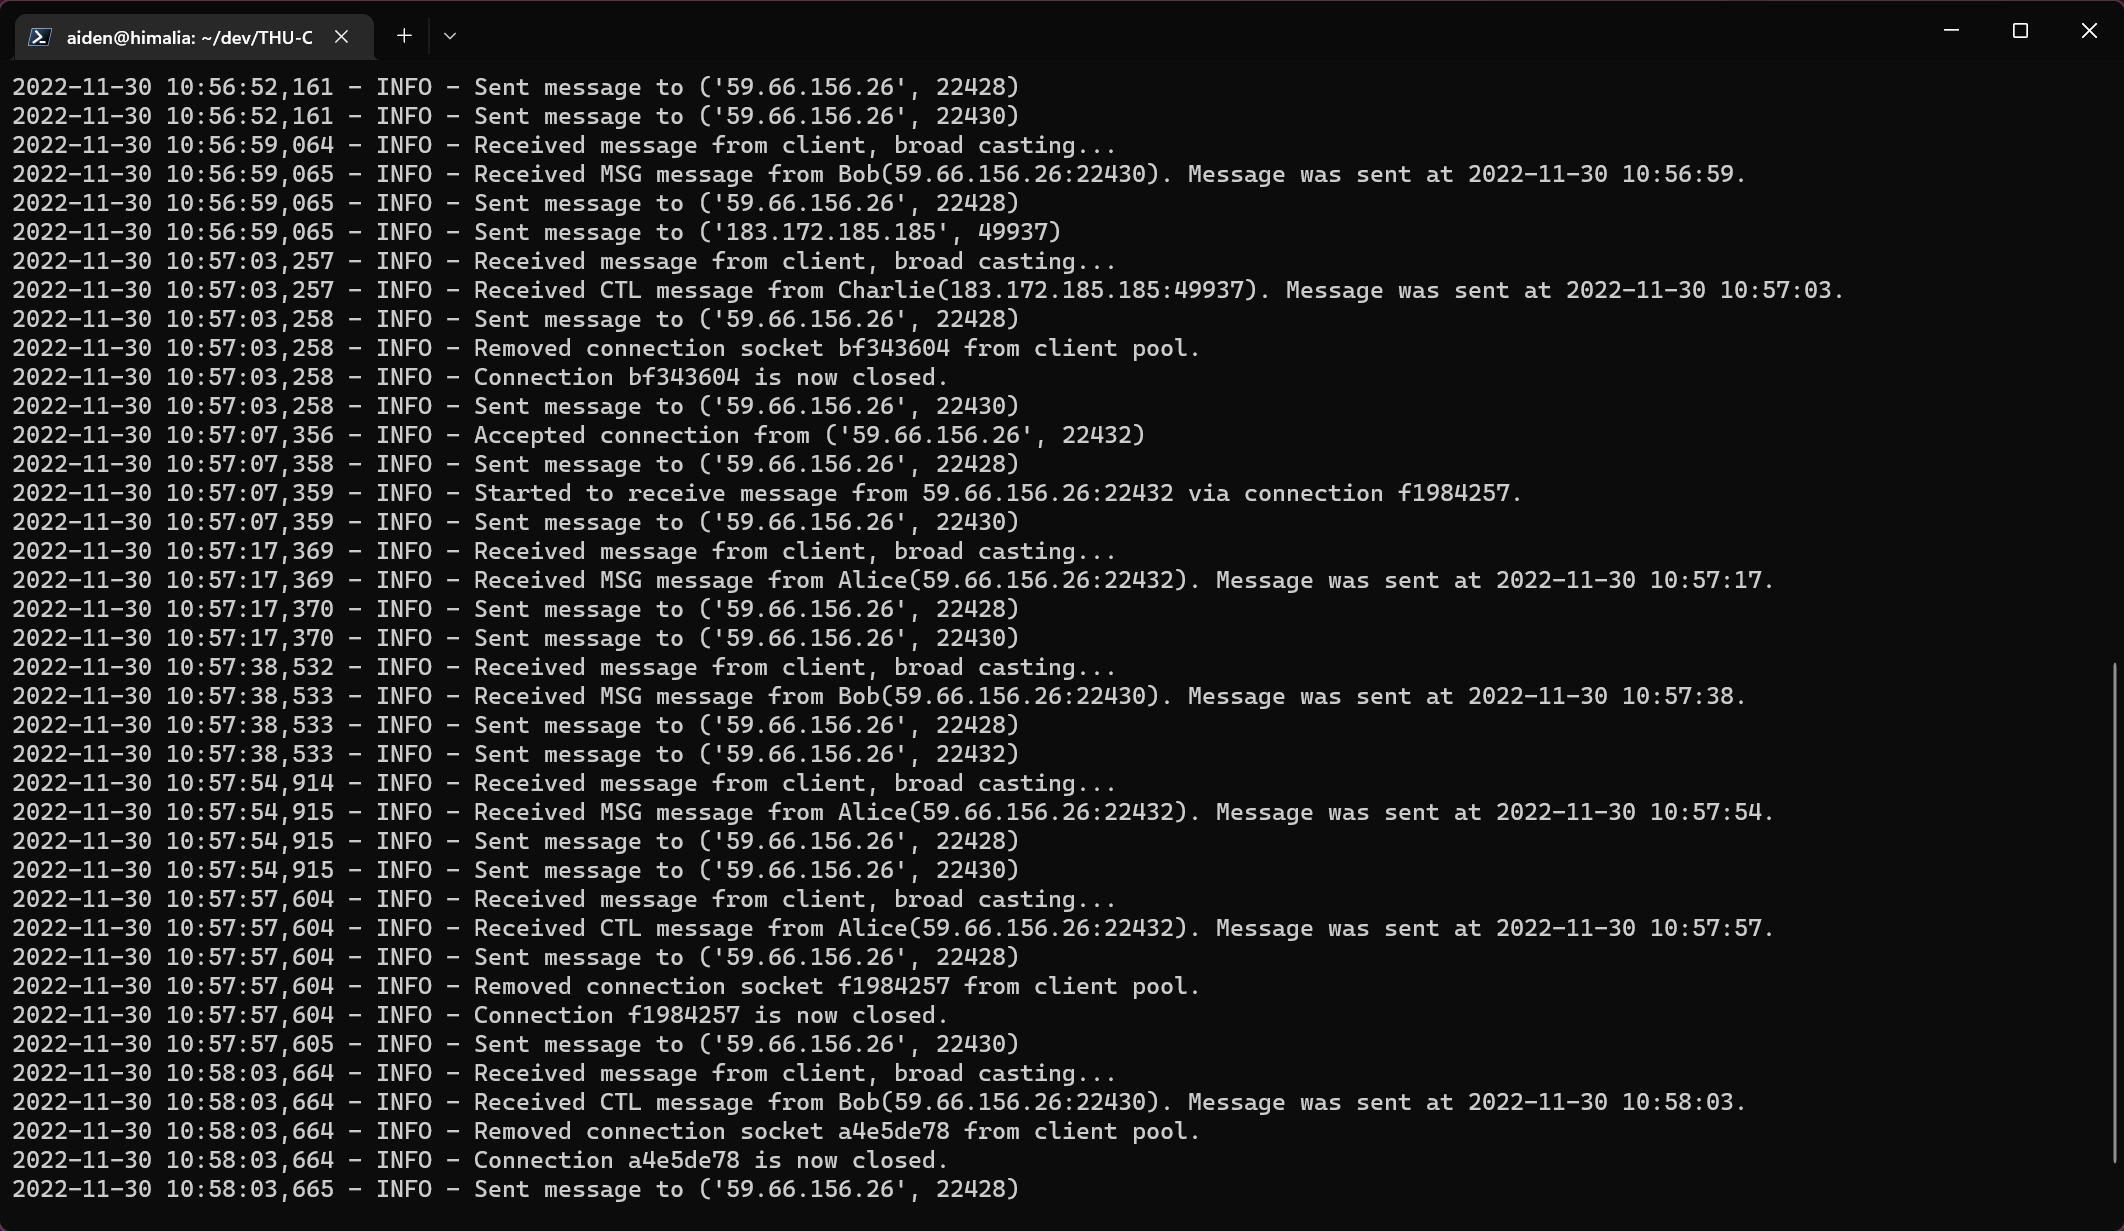 aiden@himalia: ~/dev/THU-C
2022-11-30 10:56:52,161 - INFO - Sent message to ('59.66.156.26', 22428)
2022-11-30 10:56:52,161 - INFO - Sent message to ('59.66.156.26', 22430)
2022-11-30 10:56:59,064 - INFO - Received message from client, broad casting...
2022-11-30 10:56:59,065 - INFO - Received MSG message from Bob(59.66.156.26:22430). Message was sent at 2022-11-30 10:56:59.
2022-11-30 10:56:59,065 - INFO - Sent message to ('59.66.156.26', 22428)
2022-11-30 10:56:59,065 - INFO - Sent message to ('183.172.185.185', 49937)
2022-11-30 10:57:03,257 - INFO - Received message from client, broad casting...
2022-11-30 10:57:03,257 - INFO - Received CTL message from Charlie(183.172.185.185:49937). Message was sent at 2022-11-30 10:57:03.
2022-11-30 10:57:03,258 - INFO - Sent message to ('59.66.156.26', 22428)
2022-11-30 10:57:03,258 - INFO - Removed connection socket bf343604 from client pool.
2022-11-30 10:57:03,258 - INFO - Connection bf343604 is now closed.
2022-11-30 10:57:03,258 - INFO - Sent message to ('59.66.156.26', 22430)
2022-11-30 10:57:07,356 - INFO - Accepted connection from ('59.66.156.26', 22432)
2022-11-30 10:57:07,358 - INFO - Sent message to ('59.66.156.26', 22428)
2022-11-30 10:57:07,359 - INFO - Started to receive message from 59.66.156.26:22432 via connection f1984257.
2022-11-30 10:57:07,359 - INFO - Sent message to ('59.66.156.26', 22430)
2022-11-30 10:57:17,369 - INFO - Received message from client, broad casting...
2022-11-30 10:57:17,369 - INFO - Received MSG message from Alice(59.66.156.26:22432). Message was sent at 2022-11-30 10:57:17.
2022-11-30 10:57:17,370 - INFO - Sent message to ('59.66.156.26', 22428)
2022-11-30 10:57:17,370 - INFO - Sent message to ('59.66.156.26', 22430)
2022-11-30 10:57:38,532 - INFO - Received message from client, broad casting...
2022-11-30 10:57:38,533 - INFO - Received MSG message from Bob(59.66.156.26:22430). Message was sent at 2022-11-30 10:57:38.
2022-11-30 10:57:38,533 - INFO - Sent message to ('59.66.156.26', 22428)
2022-11-30 10:57:38,533 - INFO - Sent message to ('59.66.156.26', 22432)
2022-11-30 10:57:54,914 - INFO - Received message from client, broad casting...
2022-11-30 10:57:54,915 - INFO - Received MSG message from Alice(59.66.156.26:22432). Message was sent at 2022-11-30 10:57:54.
2022-11-30 10:57:54,915 - INFO - Sent message to ('59.66.156.26', 22428)
2022-11-30 10:57:54,915 - INFO - Sent message to ('59.66.156.26', 22430)
2022-11-30 10:57:57,604 - INFO - Received message from client, broad casting...
2022-11-30 10:57:57,604 - INFO - Received CTL message from Alice(59.66.156.26:22432). Message was sent at 2022-11-30 10:57:57.
2022-11-30 10:57:57,604 - INFO - Sent message to ('59.66.156.26', 22428)
2022-11-30 10:57:57,604 - INFO - Removed connection socket f1984257 from client pool.
2022-11-30 10:57:57,604 - INFO - Connection f1984257 is now closed.
2022-11-30 10:57:57,605 - INFO - Sent message to ('59.66.156.26', 22430)
2022-11-30 10:58:03,664 - INFO - Received message from client, broad casting...
2022-11-30 10:58:03,664 - INFO - Received CTL message from Bob(59.66.156.26:22430). Message was sent at 2022-11-30 10:58:03.
2022-11-30 10:58:03,664 - INFO - Removed connection socket a4e5de78 from client pool.
2022-11-30 10:58:03,664 - INFO - Connection a4e5de78 is now closed.
2022-11-30 10:58:03,665 - INFO - Sent message to ('59.66.156.26', 22428)